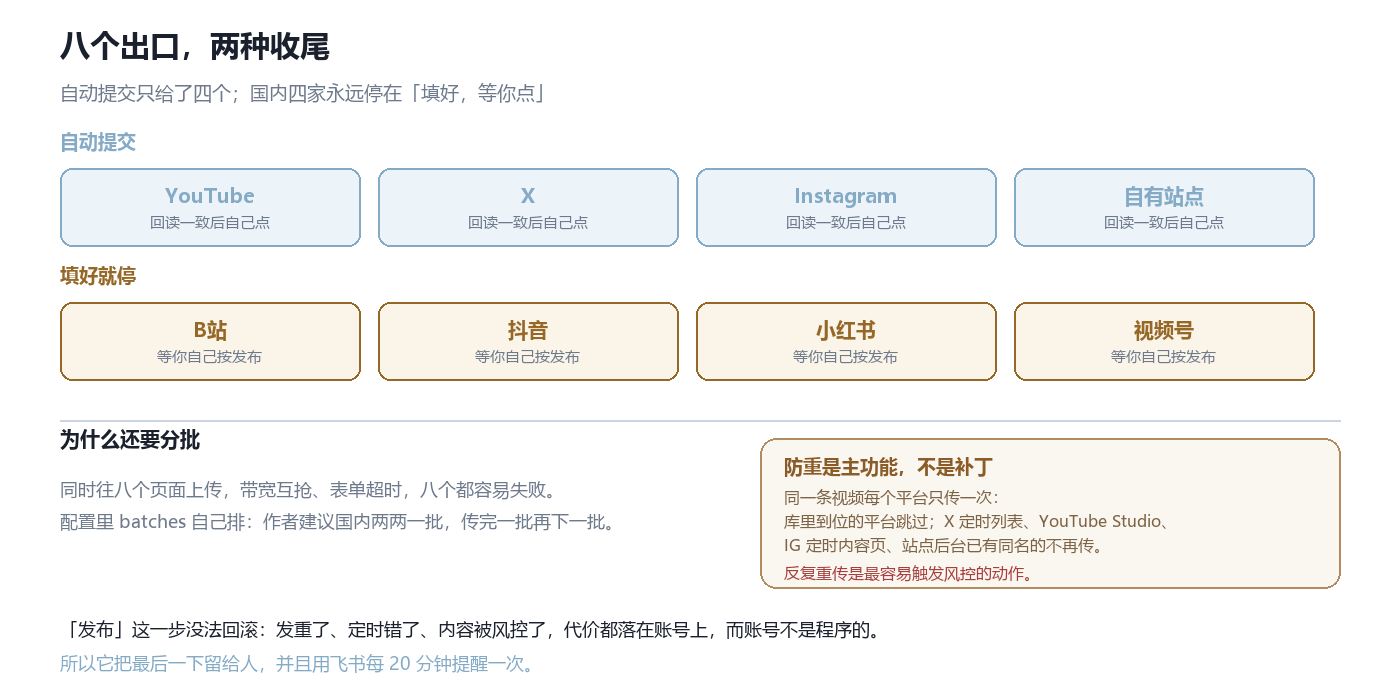 八个出口，两种收尾
自动提交只给了四个；国内四家永远停在「填好，等你点」
自动提交
YouTube
回读一致后自己点
X
回读一致后自己点
Instagram
回读一致后自己点
自有站点
回读一致后自己点
填好就停
B站
等你自己按发布
抖音
等你自己按发布
小红书
等你自己按发布
视频号
等你自己按发布
为什么还要分批
同时往八个页面上传，带宽互抢、表单超时，八个都容易失败。
配置里 batches 自己排：作者建议国内两两一批，传完一批再下一批。
防重是主功能，不是补丁
同一条视频每个平台只传一次：
库里到位的平台跳过；X 定时列表、YouTube Studio、
IG 定时内容页、站点后台已有同名的不再传。
反复重传是最容易触发风控的动作。
「发布」这一步没法回滚：发重了、定时错了、内容被风控了，代价都落在账号上，而账号不是程序的。
所以它把最后一下留给人，并且用飞书每 20 分钟提醒一次。